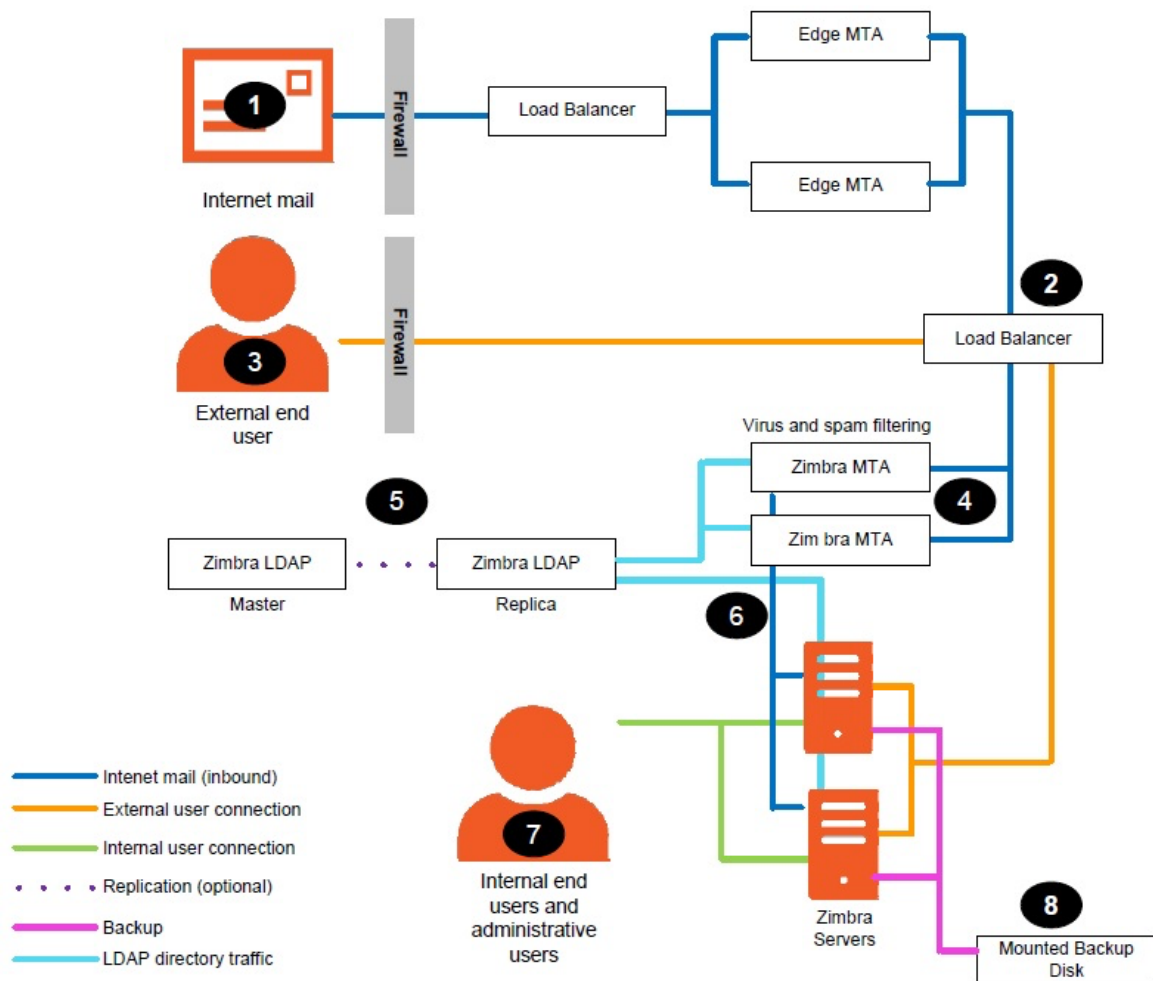 Edge MTA
1
Firewall
Load Balancer
Edge MTA
Internet mail
2
Firewall
3
Load Balancer
External end
user
Virus and spam filtering
Zimbra MTA
4
5
Zim bra MTA
Zimbra LDAP
Zimbra LDAP
Master
Replica
6
Intenet mail (inbound)
External user connection
Internal user connection
Replication (optional)
Backup
LDAP directory traffic
7
Internal end
users and
administrative
users
Zimbra
Servers
8
Mounted Backup
Disk